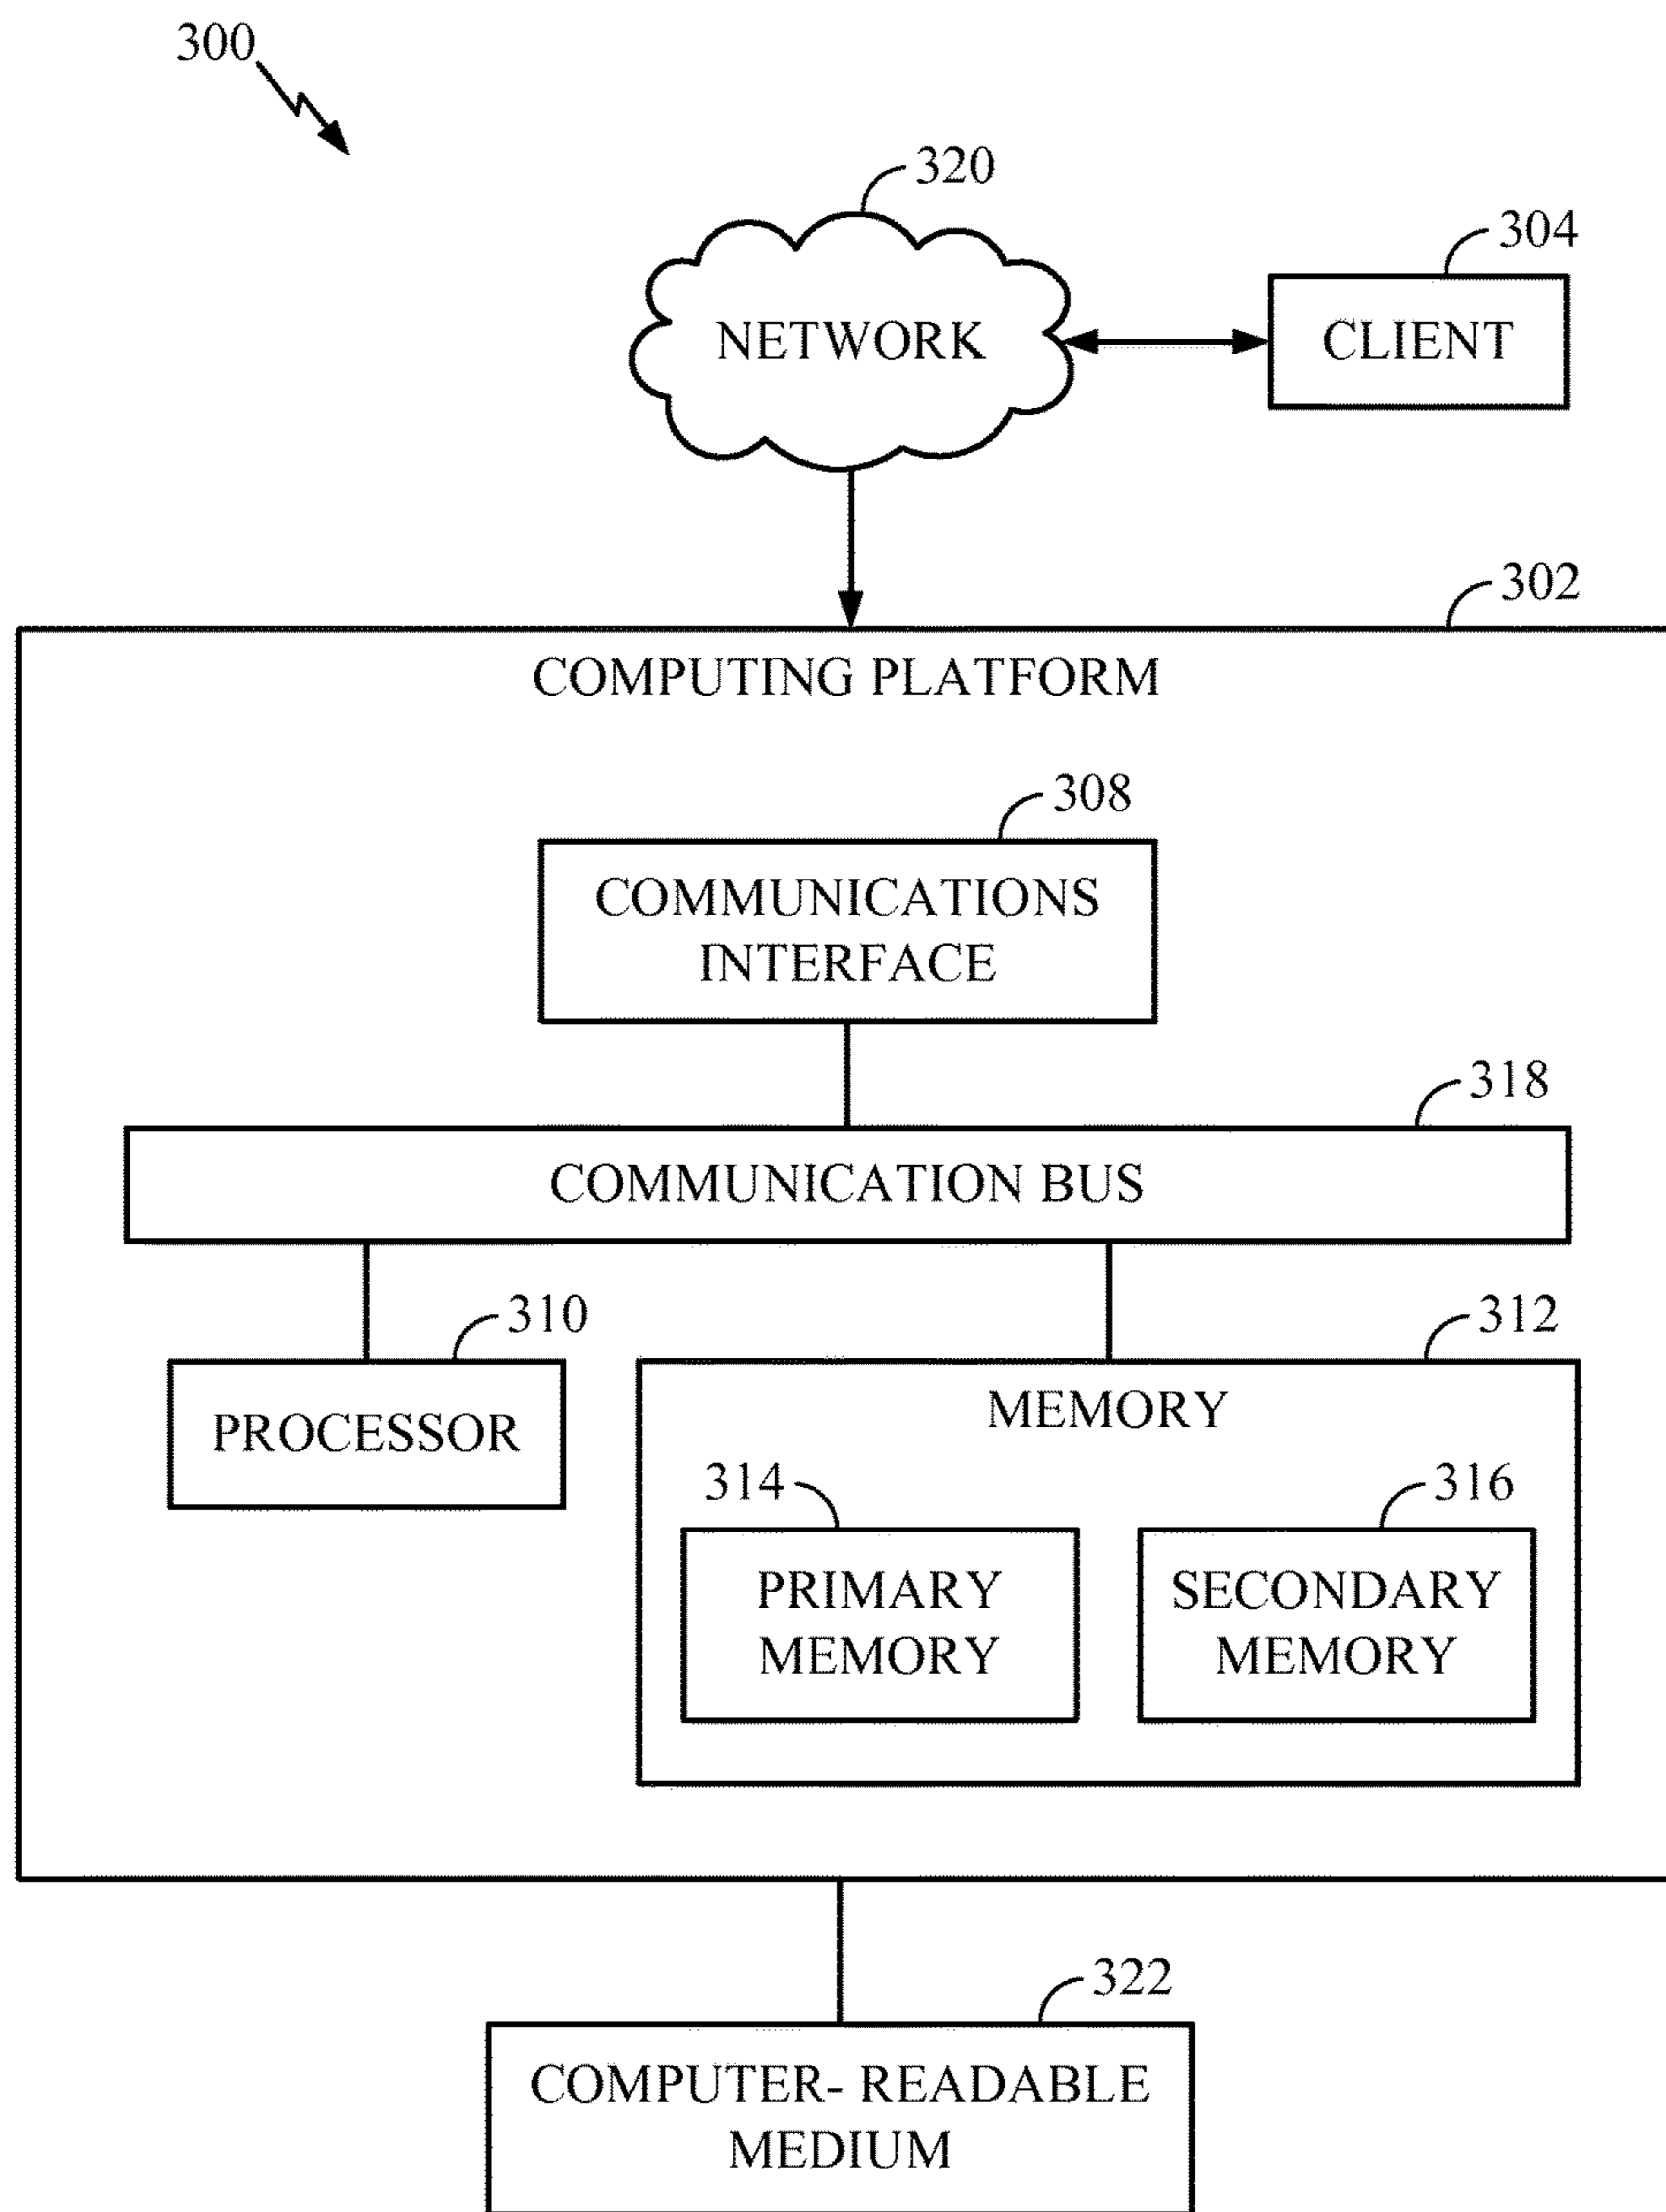 300
320
304
NETWORK
CLIENT
302
COMPUTING PLATFORM
308
COMMUNICATIONS
INTERFACE
318
COMMUNICATION BUS
310
312
PROCESSOR
MEMORY
314
316
PRIMARY
MEMORY
SECONDARY
MEMORY
322
COMPUTER- READABLE
MEDIUM